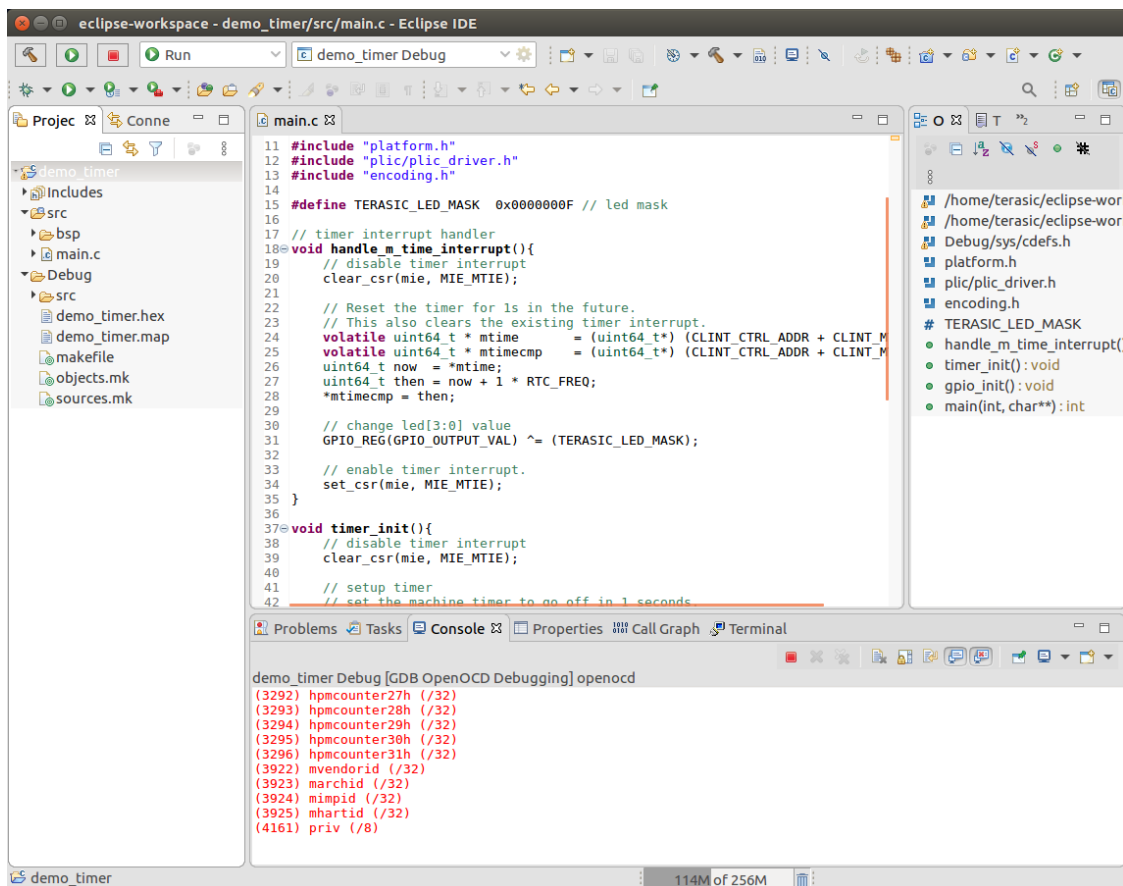 eclipse-workspace - demo_timer/src/main.c - Eclipse IDE
Run
demo_timer Debug
Projec
Conne
demo_timer
Includes
src
bsp
main.c
Debug
src
demo_timer.hex
demo_timer.map
makefile
objects.mk
sources.mk
main.c
11 #include "platform.h"
12 #include "plic/plic_driver.h"
13 #include "encoding.h"
14
15 #define TERASIC_LED_MASK  0x0000000F // led mask
16
17 // timer interrupt handler
18 void handle_m_time_interrupt(){
19     // disable timer interrupt
20     clear_csr(mie, MIE_MTIE);
21
22     // Reset the timer for 1s in the future.
23     // This also clears the existing timer interrupt.
24     volatile uint64_t * mtime      = (uint64_t*) (CLINT_CTRL_ADDR + CLINT_M
25     volatile uint64_t * mtimecmp   = (uint64_t*) (CLINT_CTRL_ADDR + CLINT_M
26     uint64_t now  = *mtime;
27     uint64_t then = now + 1 * RTC_FREQ;
28     *mtimecmp = then;
29
30     // change led[3:0] value
31     GPIO_REG(GPIO_OUTPUT_VAL) ^= (TERASIC_LED_MASK);
32
33     // enable timer interrupt.
34     set_csr(mie, MIE_MTIE);
35 }
36
37 void timer_init(){
38     // disable timer interrupt
39     clear_csr(mie, MIE_MTIE);
40
41     // setup timer
42     // set the machine timer to go off in 1 seconds.
O
T
»2
/home/terasic/eclipse-wor
/home/terasic/eclipse-wor
Debug/sys/cdefs.h
platform.h
plic/plic_driver.h
encoding.h
# TERASIC_LED_MASK
handle_m_time_interrupt()
timer_init() : void
gpio_init() : void
main(int, char**) : int
Problems
Tasks
Console
Properties
Call Graph
Terminal
demo_timer Debug [GDB OpenOCD Debugging] openocd
(3292) hpmcounter27h (/32)
(3293) hpmcounter28h (/32)
(3294) hpmcounter29h (/32)
(3295) hpmcounter30h (/32)
(3296) hpmcounter31h (/32)
(3922) mvendorid (/32)
(3923) marchid (/32)
(3924) mimpid (/32)
(3925) mhartid (/32)
(4161) priv (/8)
demo_timer
114M of 256M